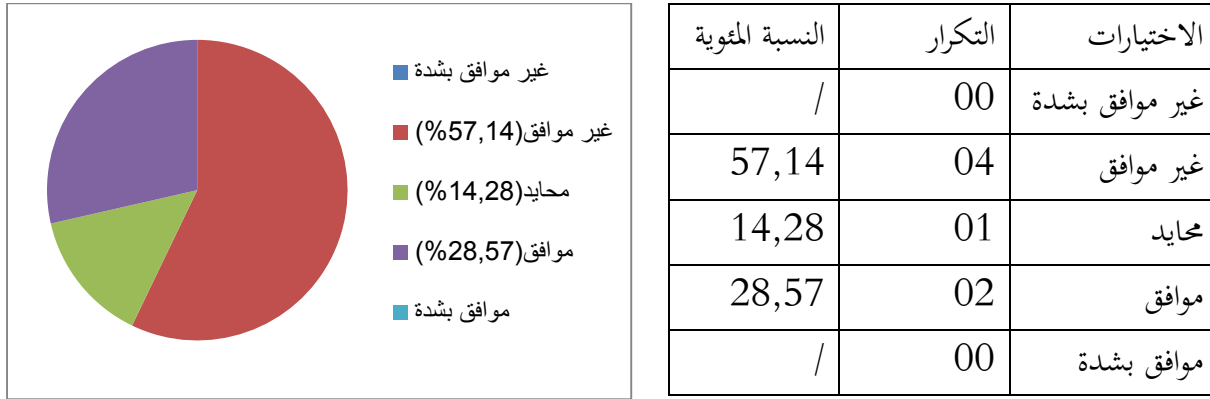 الاختيارات التكرار النسبة المئوية
غير موافق بشدة 00 /
غير موافق 04 57,14
محايد 01 14,28
موافق 02 28,57
موافق بشدة 00 /
غير موافق بشدة
غير موافق(57,14%)
محايد(14,28%)
موافق(28,57%)
موافق بشدة